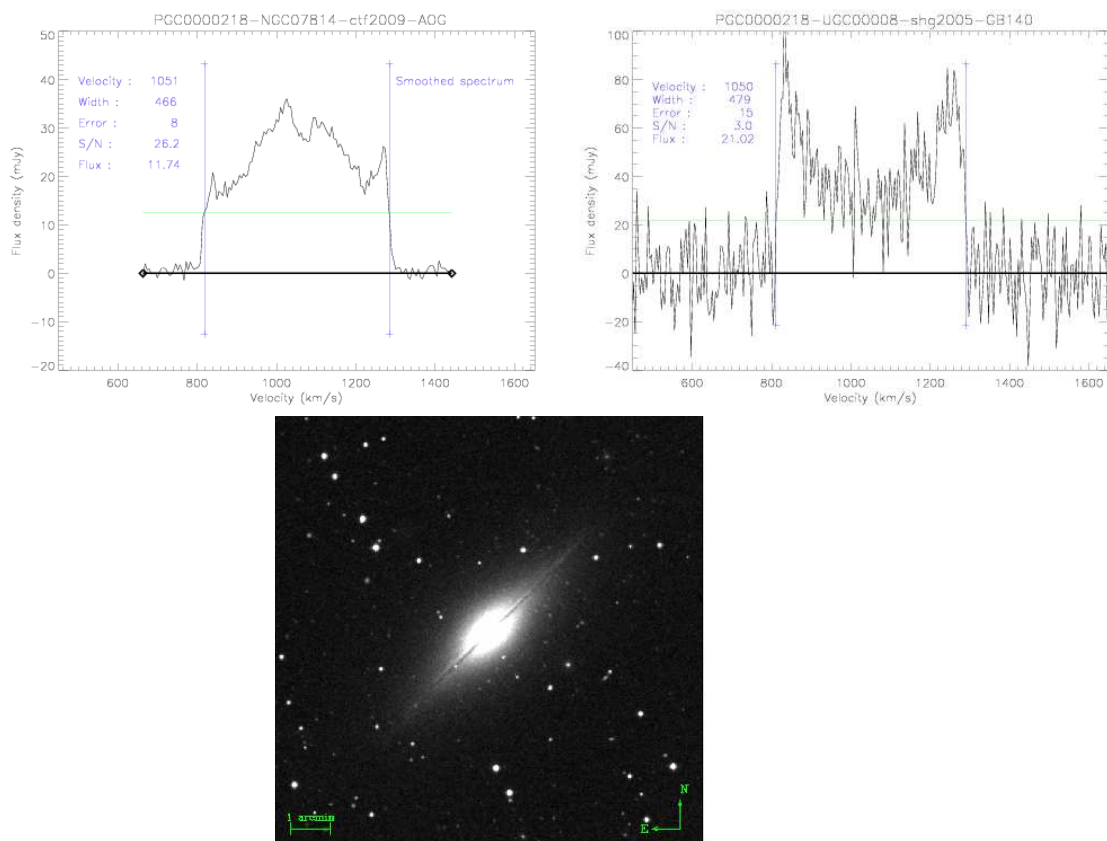 PGC0000218-NGC07814-ctf2009-AOG
50
40
30
20
10
0
-10
-20
Flux density (mJy)
Velocity : 1051
Width : 466
Error : 8
S/N : 26.2
Flux : 11.74
Smoothed spectrum
600 800 1000 1200 1400 1600
Velocity (km/s)
PGC0000218-UGC00008-shg2005-GB140
100
80
60
40
20
0
-20
-40
Flux density (mJy)
Velocity : 1050
Width : 479
Error : 15
S/N : 3.0
Flux : 21.02
600 800 1000 1200 1400 1600
Velocity (km/s)
1 arcmin
N
E